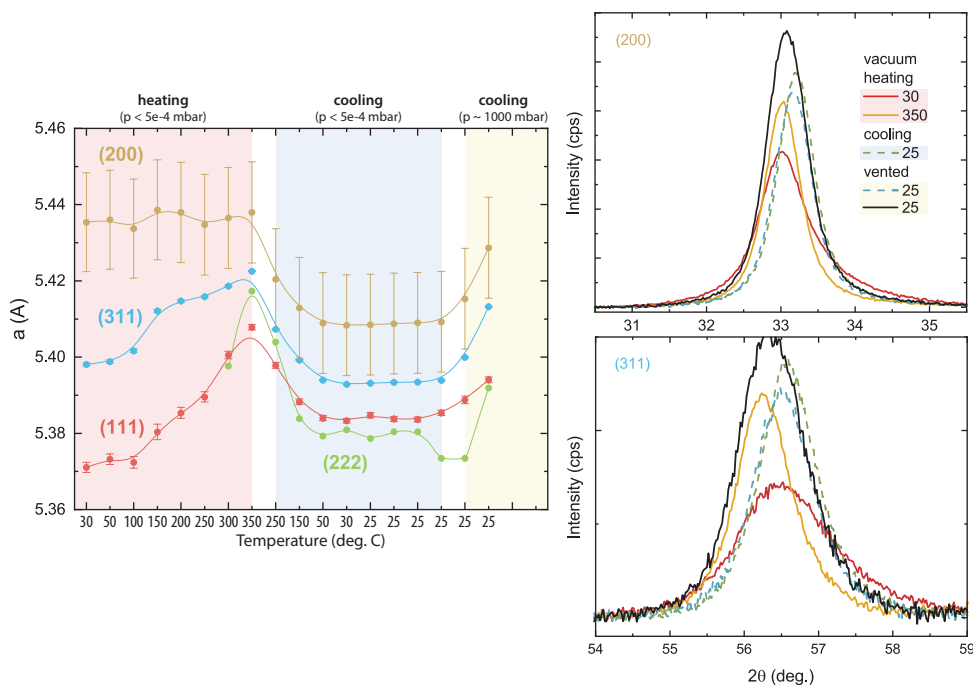 heating
(p < 5e-4 mbar)
cooling
(p < 5e-4 mbar)
cooling
(p ~ 1000 mbar)
5.46
5.44
5.42
5.40
5.38
5.36
a (A)
(200)
(311)
(111)
(222)
30 50 100 150 200 250 300 350 250 150 50 30 25 25 25 25 25 25
Temperature (deg. C)
(200)
vacuum
heating
30
350
cooling
25
vented
25
25
Intensity (cps)
31 32 33 34 35
(311)
Intensity (cps)
54 55 56 57 58 59
2θ (deg.)